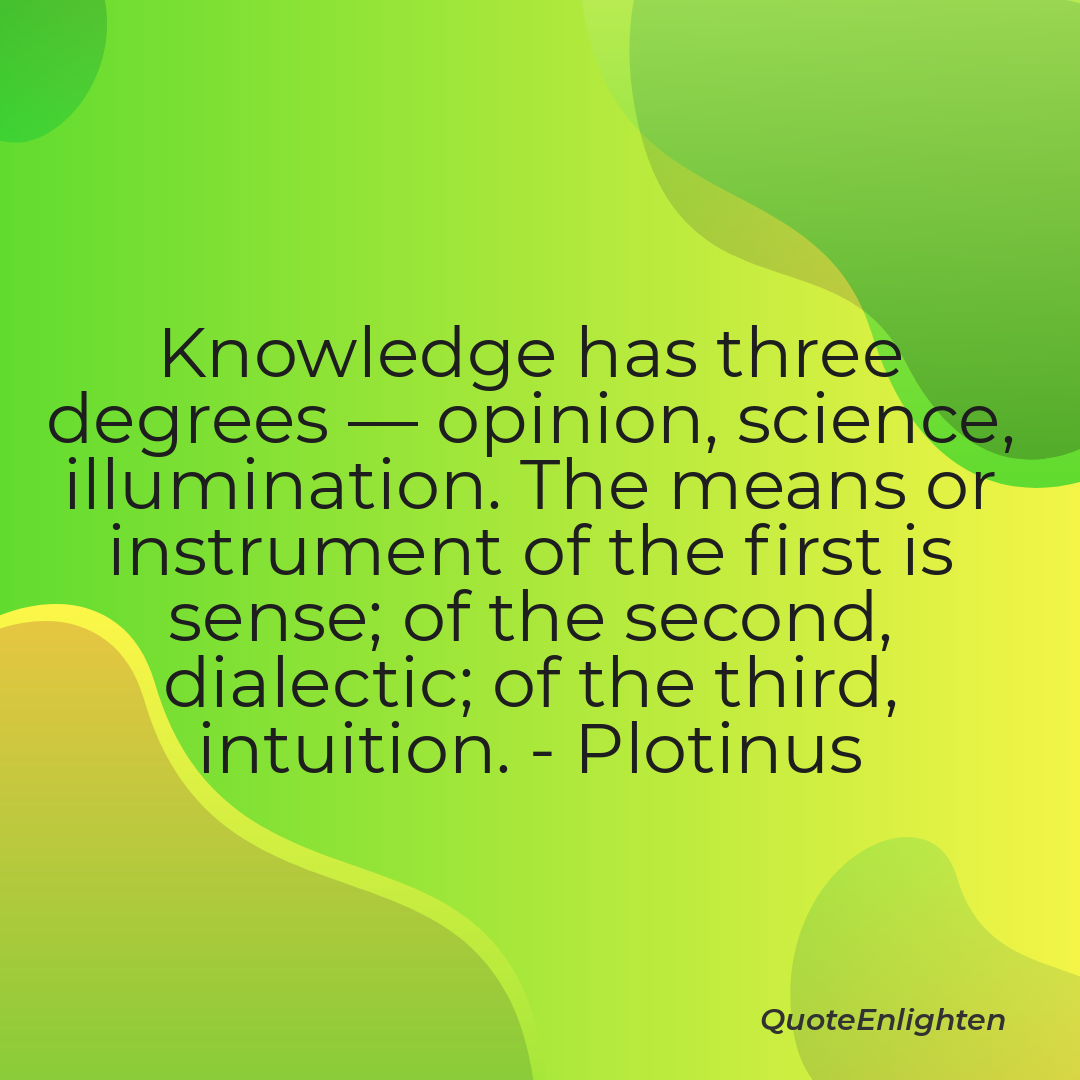 Knowledge has three
degrees — opinion, science,
illumination. The means or
instrument of the first is
sense; of the second,
dialectic; of the third,
intuition. - Plotinus
QuoteEnlighten